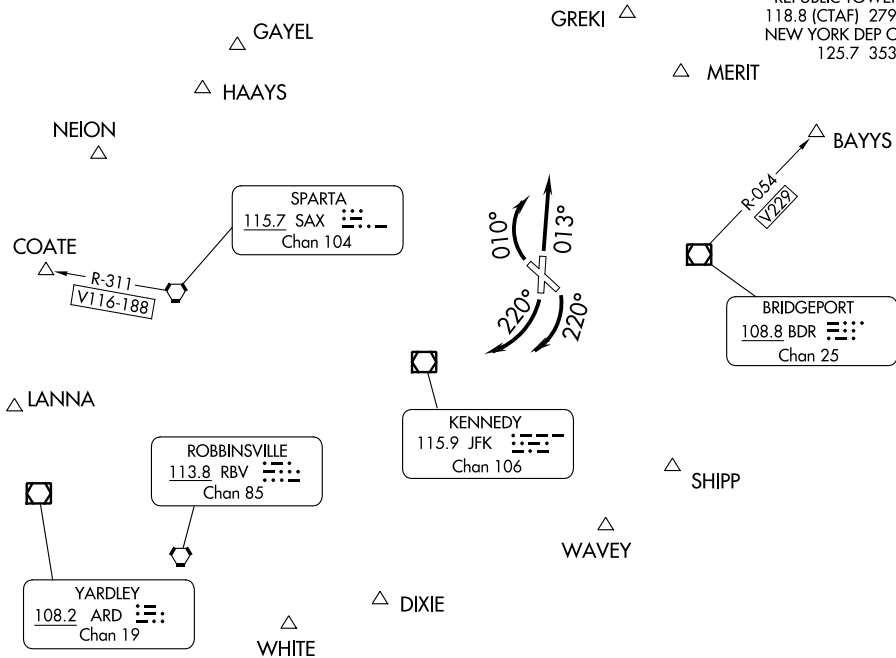 REPUBLIC TOWER
118.8 (CTAF) 279
NEW YORK DEP C
125.7 353
GREKI
GAYEL
MERIT
HAAYS
BAYYS
NEION
R-054
V229
SPARTA
115.7 SAX
Chan 104
010°
013°
COATE
R-311
V116-188
220°
220°
BRIDGEPORT
108.8 BDR
Chan 25
LANNA
KENNEDY
115.9 JFK
Chan 106
ROBBINSVILLE
113.8 RBV
Chan 85
SHIPP
WAVEY
YARDLEY
108.2 ARD
Chan 19
DIXIE
WHITE